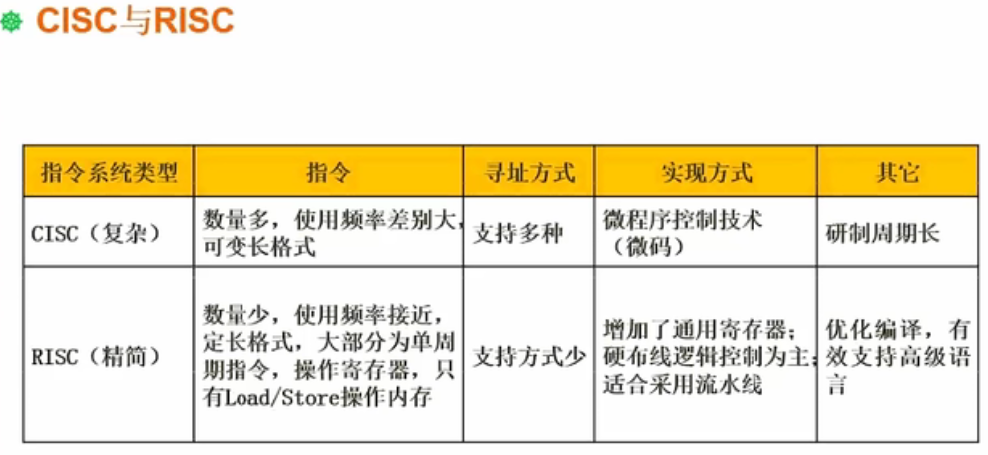 CISC与RISC
指令系统类型
指令
寻址方式
实现方式
其它
CISC（复杂）
数量多，使用频率差别大，
可变长格式
支持多种
微程序控制技术
（微码）
研制周期长
RISC（精简）
数量少，使用频率接近，
定长格式，大部分为单周
期指令，操作寄存器，只
有Load/Store操作内存
支持方式少
增加了通用寄存器；
硬布线逻辑控制为主；
适合采用流水线
优化编译，有
效支持高级语
言